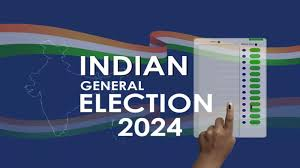 INDIAN
GENERAL
ELECTION
2024